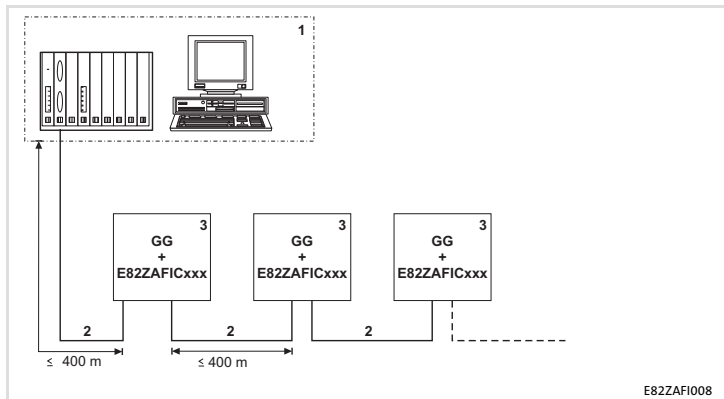 1
3
GG
+
E82ZAFICxxx
3
GG
+
E82ZAFICxxx
3
GG
+
E82ZAFICxxx
2
2
2
≤ 400 m
≤ 400 m
E82ZAFI008